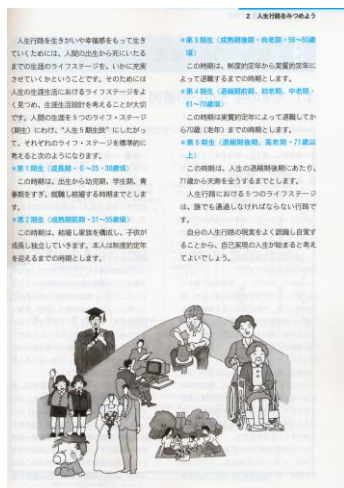 2 人生行路をみつめよう
人生行路を生きがいや幸福感をもって生き
ていくためには、人間の出生から死にいたる
までの生涯のライフステージを、いかに充実
させていくかということです。そのためには
人の生涯生活におけるライフステージをよ
く見つめ、生涯生活設計を考えることが大切
です。人間の生涯を5つのライフ・ステージ
(期生) にわけ、“人生5期生説” にしたがっ
て、それぞれのライフ・ステージを標準的に
考えると次のようになります。
*第1期生(成長期・0~25・30歳頃)
この時期は、出生から幼児期、学生期、青
春期をすぎ、就職し結婚する時期までとしま
す。
*第2期生(成熟期前期・31~55歳頃)
この時期は、結婚し家族を構成し、子供が
成長し独立していきます。本人は制度的定年
を迎えるまでの時期とします。
*第3期生(成熟期後期・向老期・56~60歳
頃)
この時期は、制度的定年から実質的定年に
よって退職するまでの時期とします。
*第4期生(退縮期前期、初老期、中老期・
61~70歳頃)
この時期は実質的定年によって退職してか
ら70歳(老年)までの時期とします。
*第5期生(退縮期後期、高老期・71歳以
上)
この時期は、人生の退縮期後期にあたり、
71歳から天寿を全うするまでとします。
人生行路における5つのライフステージ
は、誰でも通過しなければならない行路で
す。
自分の人生行路の現実をよく認識し自覚す
ることから、自己実現の人生が始まると考え
てよいでしょう。